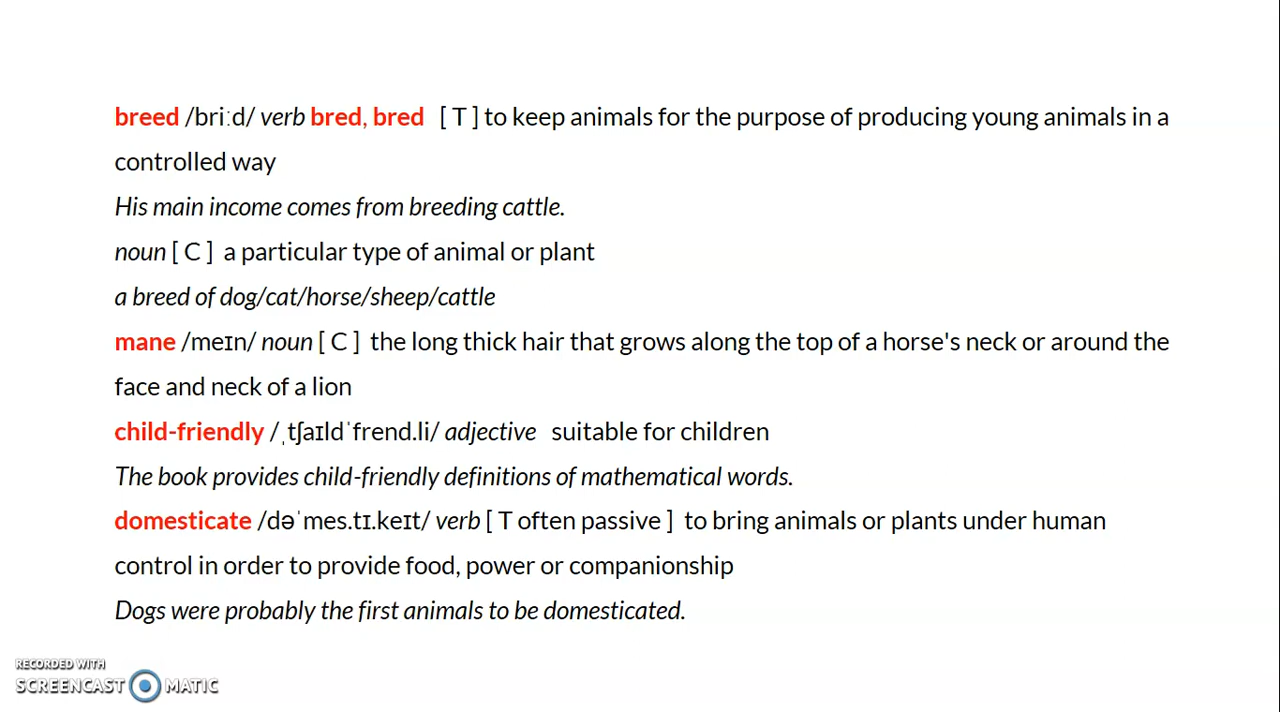 breed /briːd/ verb bred, bred [ T ] to keep animals for the purpose of producing young animals in a
controlled way
His main income comes from breeding cattle.
noun [ C ] a particular type of animal or plant
a breed of dog/cat/horse/sheep/cattle
mane /meɪn/ noun [ C ] the long thick hair that grows along the top of a horse's neck or around the
face and neck of a lion
child-friendly /ˌtʃaɪldˈfrend.li/ adjective suitable for children
The book provides child-friendly definitions of mathematical words.
domesticate /dəˈmes.tɪ.keɪt/ verb [ T often passive ] to bring animals or plants under human
control in order to provide food, power or companionship
Dogs were probably the first animals to be domesticated.
RECORDED WITH
SCREENCAST MATIC